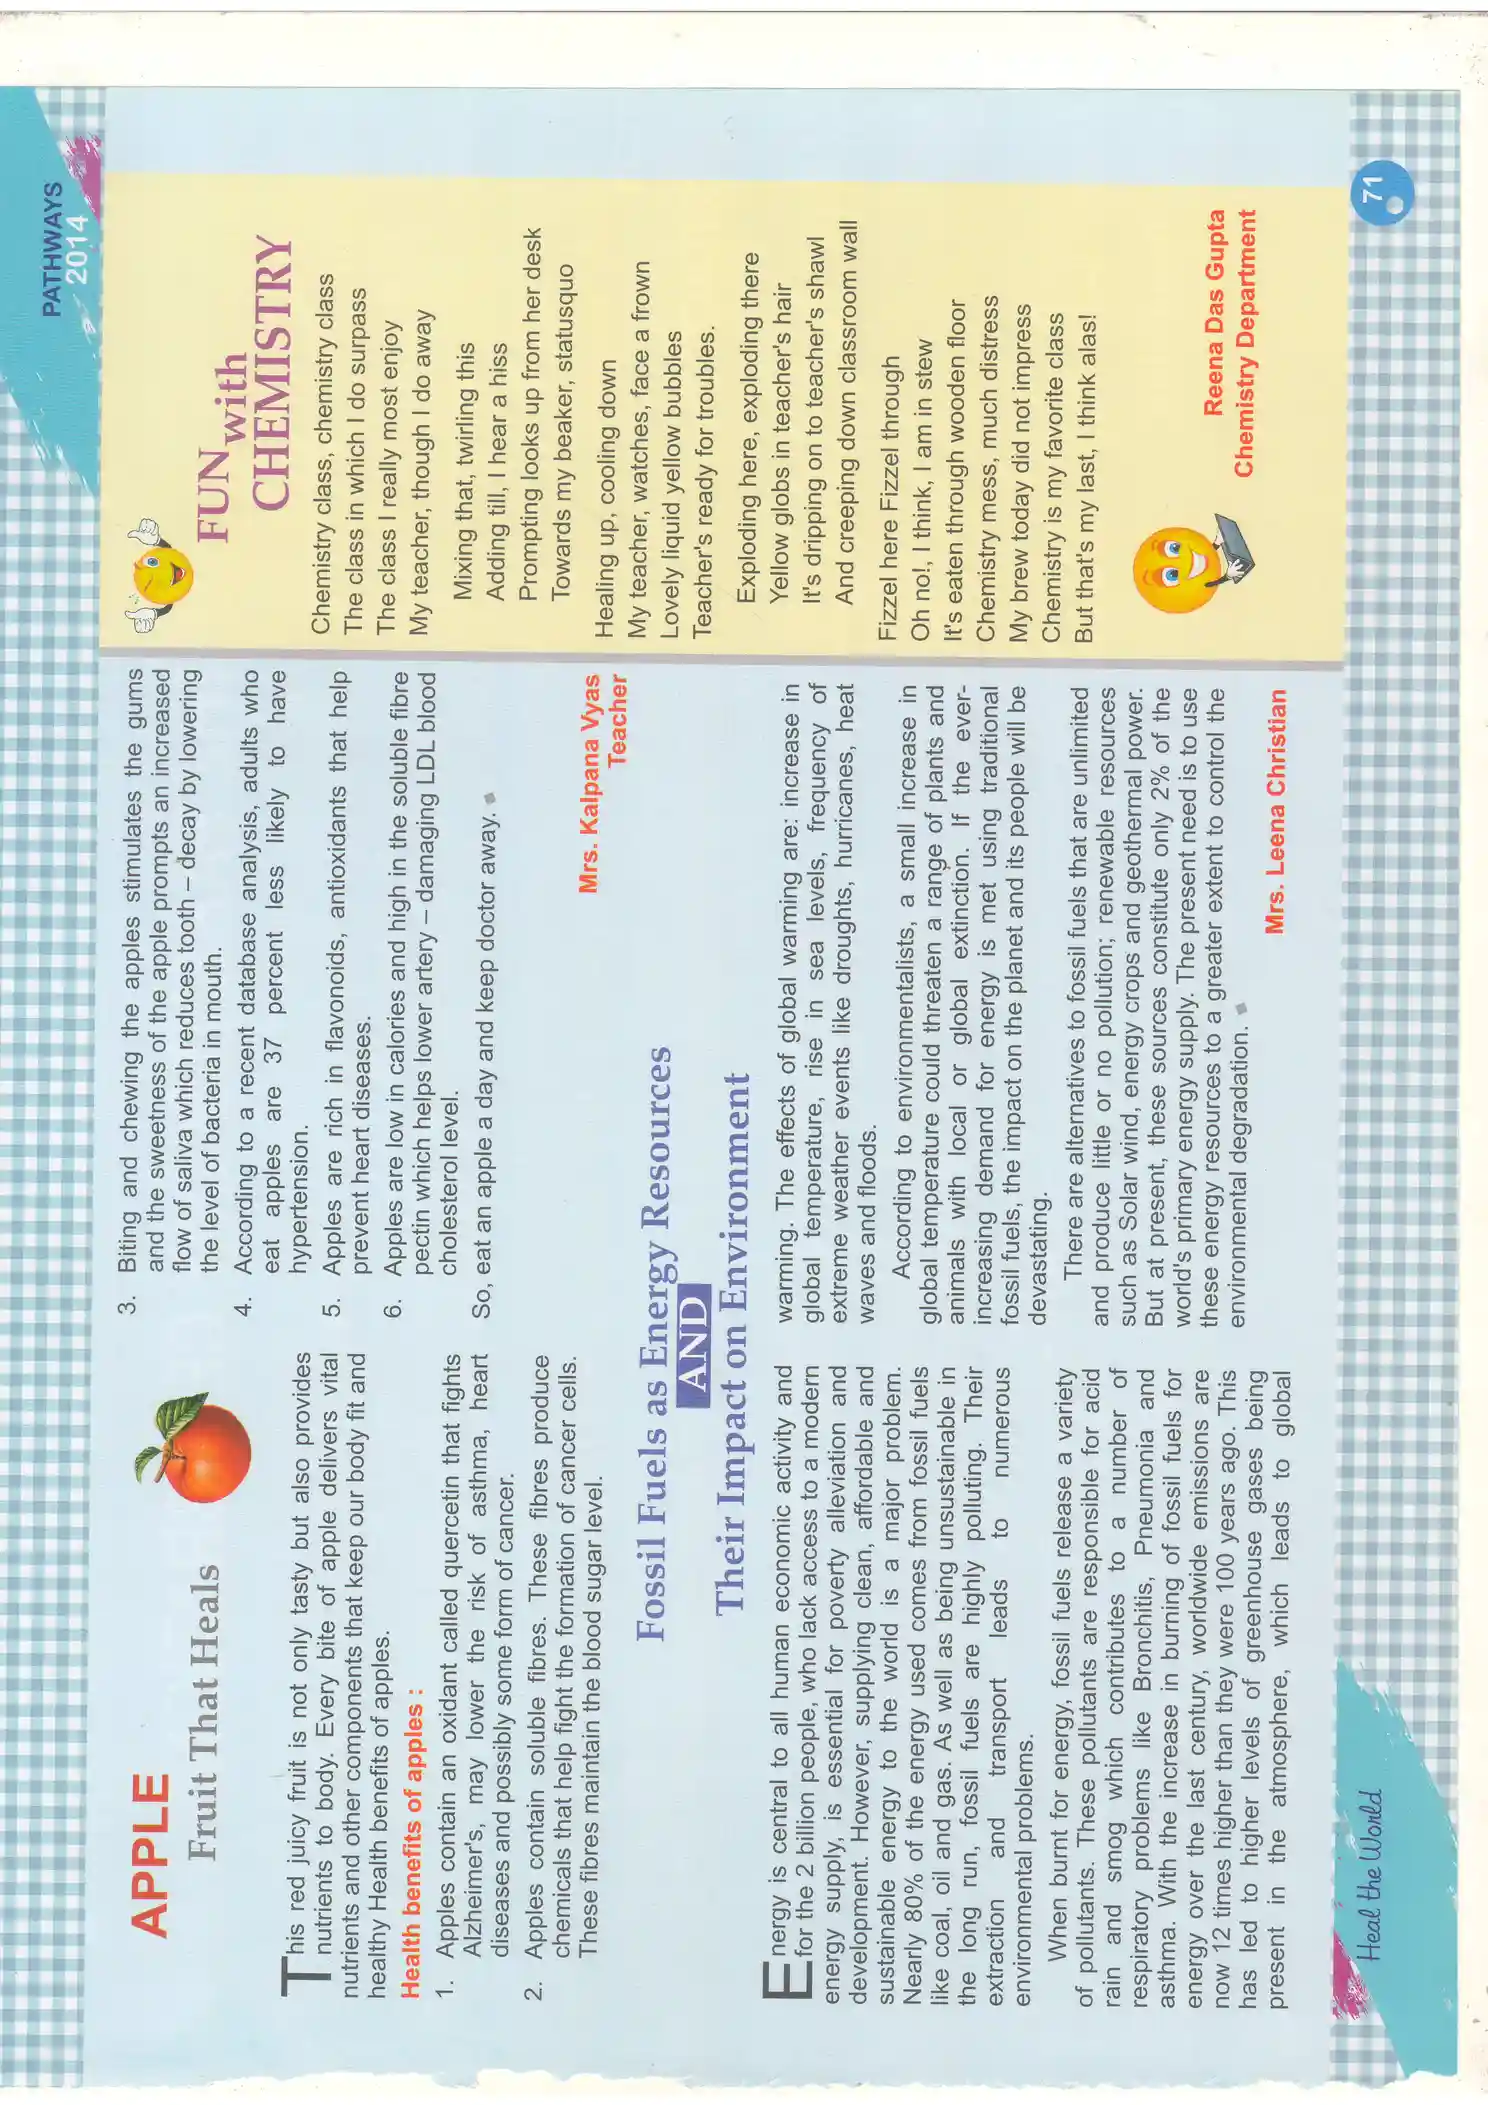 PATHWAYS
2014
APPLE
Fruit That Heals
This red juicy fruit is not only tasty but also provides
nutrients to body. Every bite of apple delivers vital
nutrients and other components that keep our body fit and
healthy Health benefits of apples.
Health benefits of apples :
1. Apples contain an oxidant called quercetin that fights
Alzheimer's, may lower the risk of asthma, heart
diseases and possibly some form of cancer.
2. Apples contain soluble fibres. These fibres produce
chemicals that help fight the formation of cancer cells.
These fibres maintain the blood sugar level.
3. Biting and chewing the apples stimulates the gums
and the sweetness of the apple prompts an increased
flow of saliva which reduces tooth – decay by lowering
the level of bacteria in mouth.
4. According to a recent database analysis, adults who
eat apples are 37 percent less likely to have
hypertension.
5. Apples are rich in flavonoids, antioxidants that help
prevent heart diseases.
6. Apples are low in calories and high in the soluble fibre
pectin which helps lower artery – damaging LDL blood
cholesterol level.
So, eat an apple a day and keep doctor away.
Mrs. Kalpana Vyas
Teacher
Fossil Fuels as Energy Resources
AND
Their Impact on Environment
Energy is central to all human economic activity and
for the 2 billion people, who lack access to a modern
energy supply, is essential for poverty alleviation and
development. However, supplying clean, affordable and
sustainable energy to the world is a major problem.
Nearly 80% of the energy used comes from fossil fuels
like coal, oil and gas. As well as being unsustainable in
the long run, fossil fuels are highly polluting. Their
extraction and transport leads to numerous
environmental problems.
When burnt for energy, fossil fuels release a variety
of pollutants. These pollutants are responsible for acid
rain and smog which contributes to a number of
respiratory problems like Bronchitis, Pneumonia and
asthma. With the increase in burning of fossil fuels for
energy over the last century, worldwide emissions are
now 12 times higher than they were 100 years ago. This
has led to higher levels of greenhouse gases being
present in the atmosphere, which leads to global
warming. The effects of global warming are: increase in
global temperature, rise in sea levels, frequency of
extreme weather events like droughts, hurricanes, heat
waves and floods.
According to environmentalists, a small increase in
global temperature could threaten a range of plants and
animals with local or global extinction. If the ever-
increasing demand for energy is met using traditional
fossil fuels, the impact on the planet and its people will be
devastating.
There are alternatives to fossil fuels that are unlimited
and produce little or no pollution; renewable resources
such as Solar wind, energy crops and geothermal power.
But at present, these sources constitute only 2% of the
world's primary energy supply. The present need is to use
these energy resources to a greater extent to control the
environmental degradation.
Mrs. Leena Christian
FUN with
CHEMISTRY
Chemistry class, chemistry class
The class in which I do surpass
The class I really most enjoy
My teacher, though I do away
Mixing that, twirling this
Adding till, I hear a hiss
Prompting looks up from her desk
Towards my beaker, statusquo
Healing up, cooling down
My teacher, watches, face a frown
Lovely liquid yellow bubbles
Teacher's ready for troubles.
Exploding here, exploding there
Yellow globs in teacher's hair
It's dripping on to teacher's shawl
And creeping down classroom wall
Fizzel here Fizzel through
Oh no!, I think, I am in stew
It's eaten through wooden floor
Chemistry mess, much distress
My brew today did not impress
Chemistry is my favorite class
But that's my last, I think alas!
Reena Das Gupta
Chemistry Department
Heal the World
71